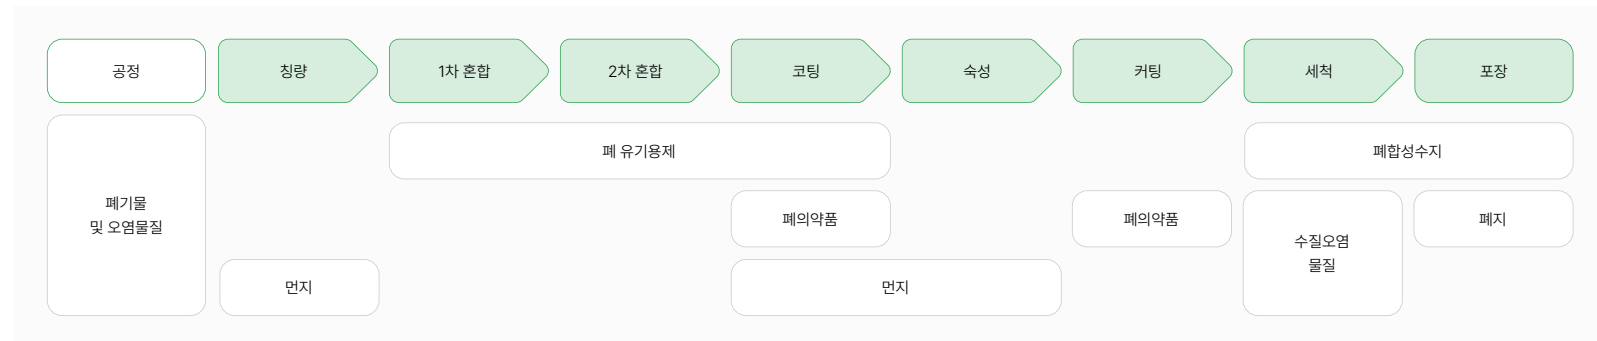 공정
칭량
1차 혼합
2차 혼합
코팅
숙성
커팅
세척
포장
폐기물
및 오염물질
폐 유기용제
폐합성수지
폐의약품
폐의약품
수질오염
물질
폐지
먼지
먼지